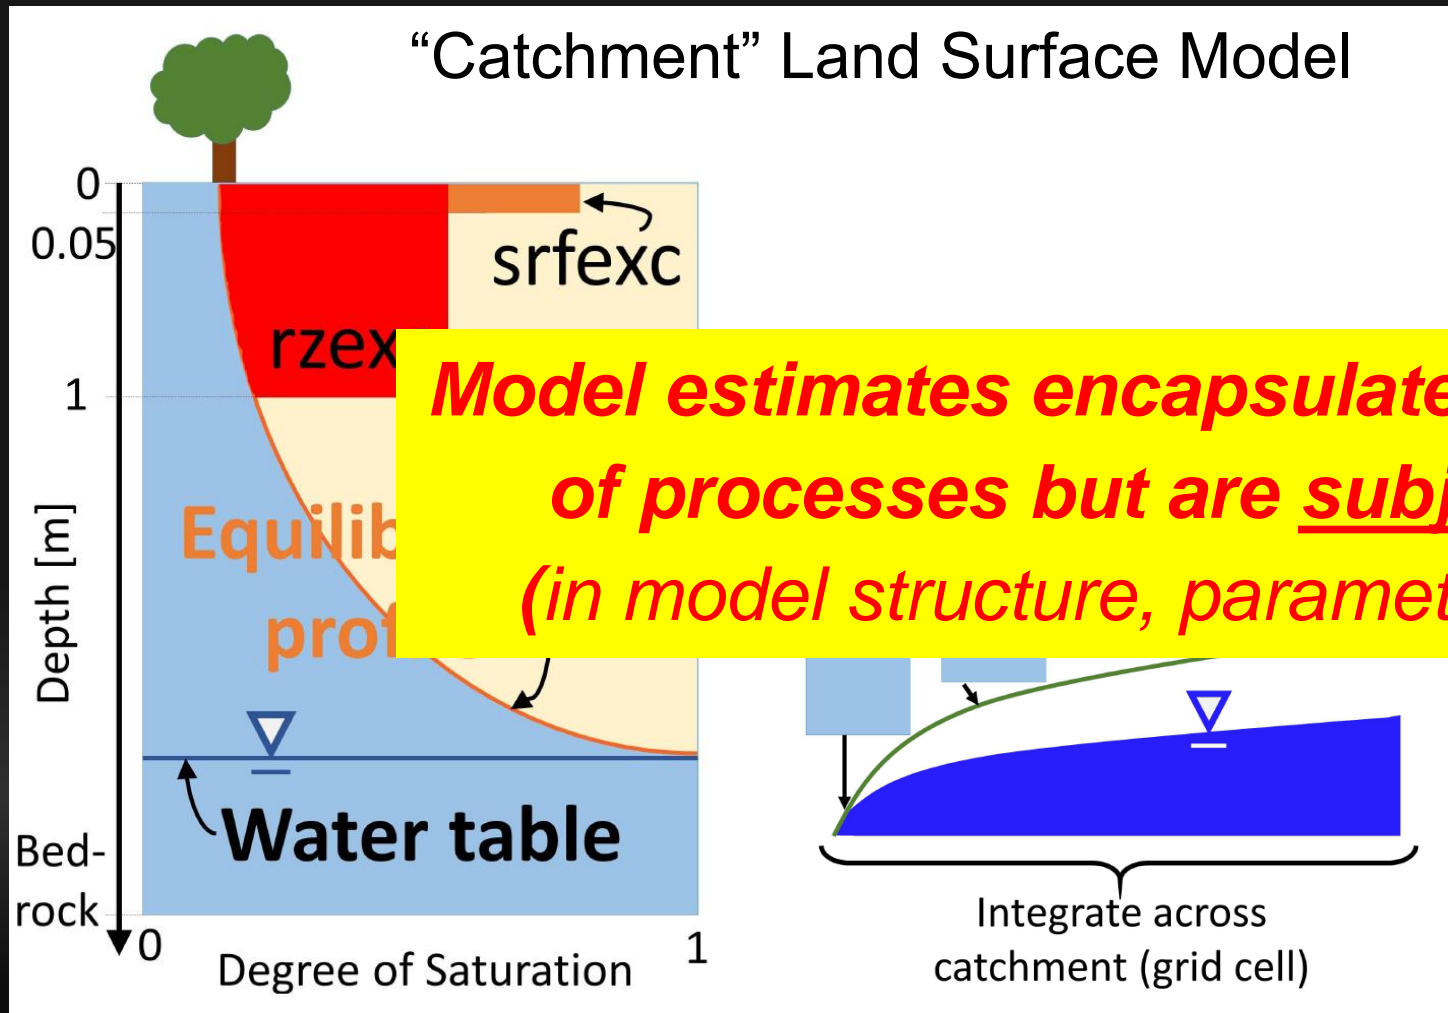 “Catchment” Land Surface Model
0
0.05
srfexc
rzex
1
Model estimates encapsulate
of processes but are subj
(in model structure, paramet
Equilib
prof
Depth [m]
Water table
Bed-
rock
0
1
Degree of Saturation
Integrate across
catchment (grid cell)